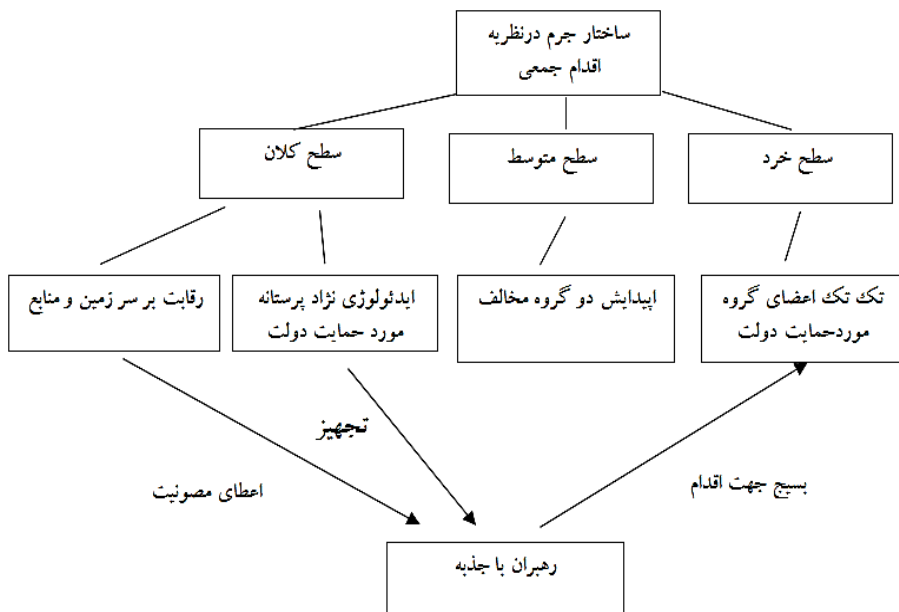 ساختار جرم درنظریه
اقدام جمعی
سطح خرد
سطح متوسط
سطح کلان
تک تک اعضای گروه
موردحمایت دولت
اپیدایش دو گروه مخالف
ایدئولوژی نژاد پرستانه
مورد حمایت دولت
رقابت بر سر زمین و منابع
تجهیز
بسیج جهت اقدام
اعطای مصونیت
رهبران با جذبه